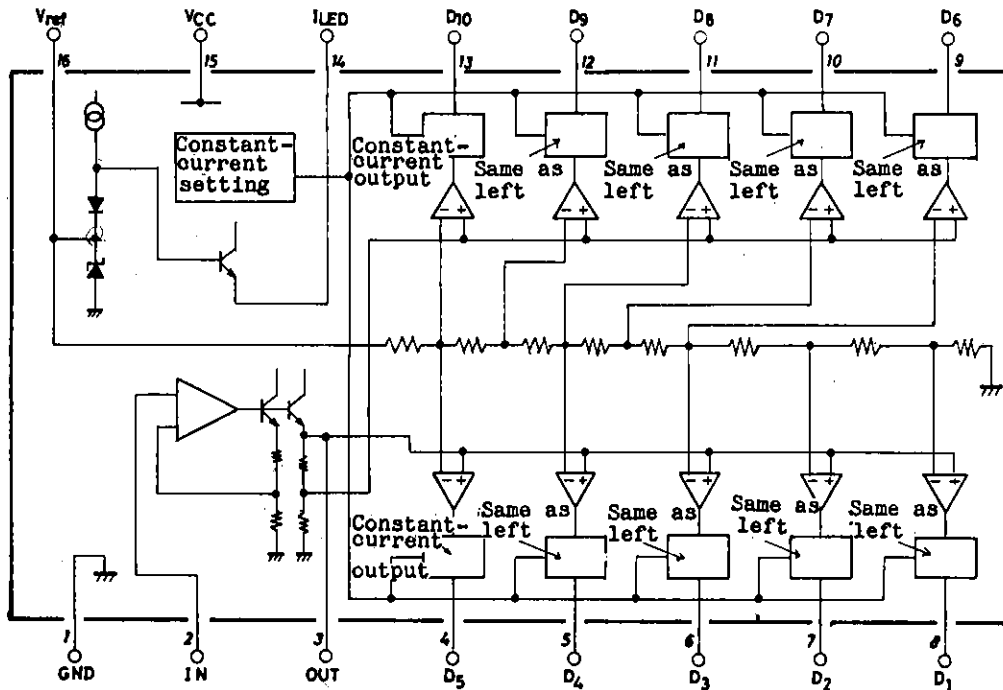 Vref VCC ILED D10 D9 D8 D7 D6
16 15 14 13 12 11 10 9
Constant-
current
setting
Constant-
current
output
Same as
left
Same as
left
Same as
left
Same as
left
- + - + - + - + - +
- + - + - + - + - +
Constant-
current
output
Same as
left
Same as
left
Same as
left
Same as
left
1 2 3 4 5 6 7 8
GND IN OUT D5 D4 D3 D2 D1